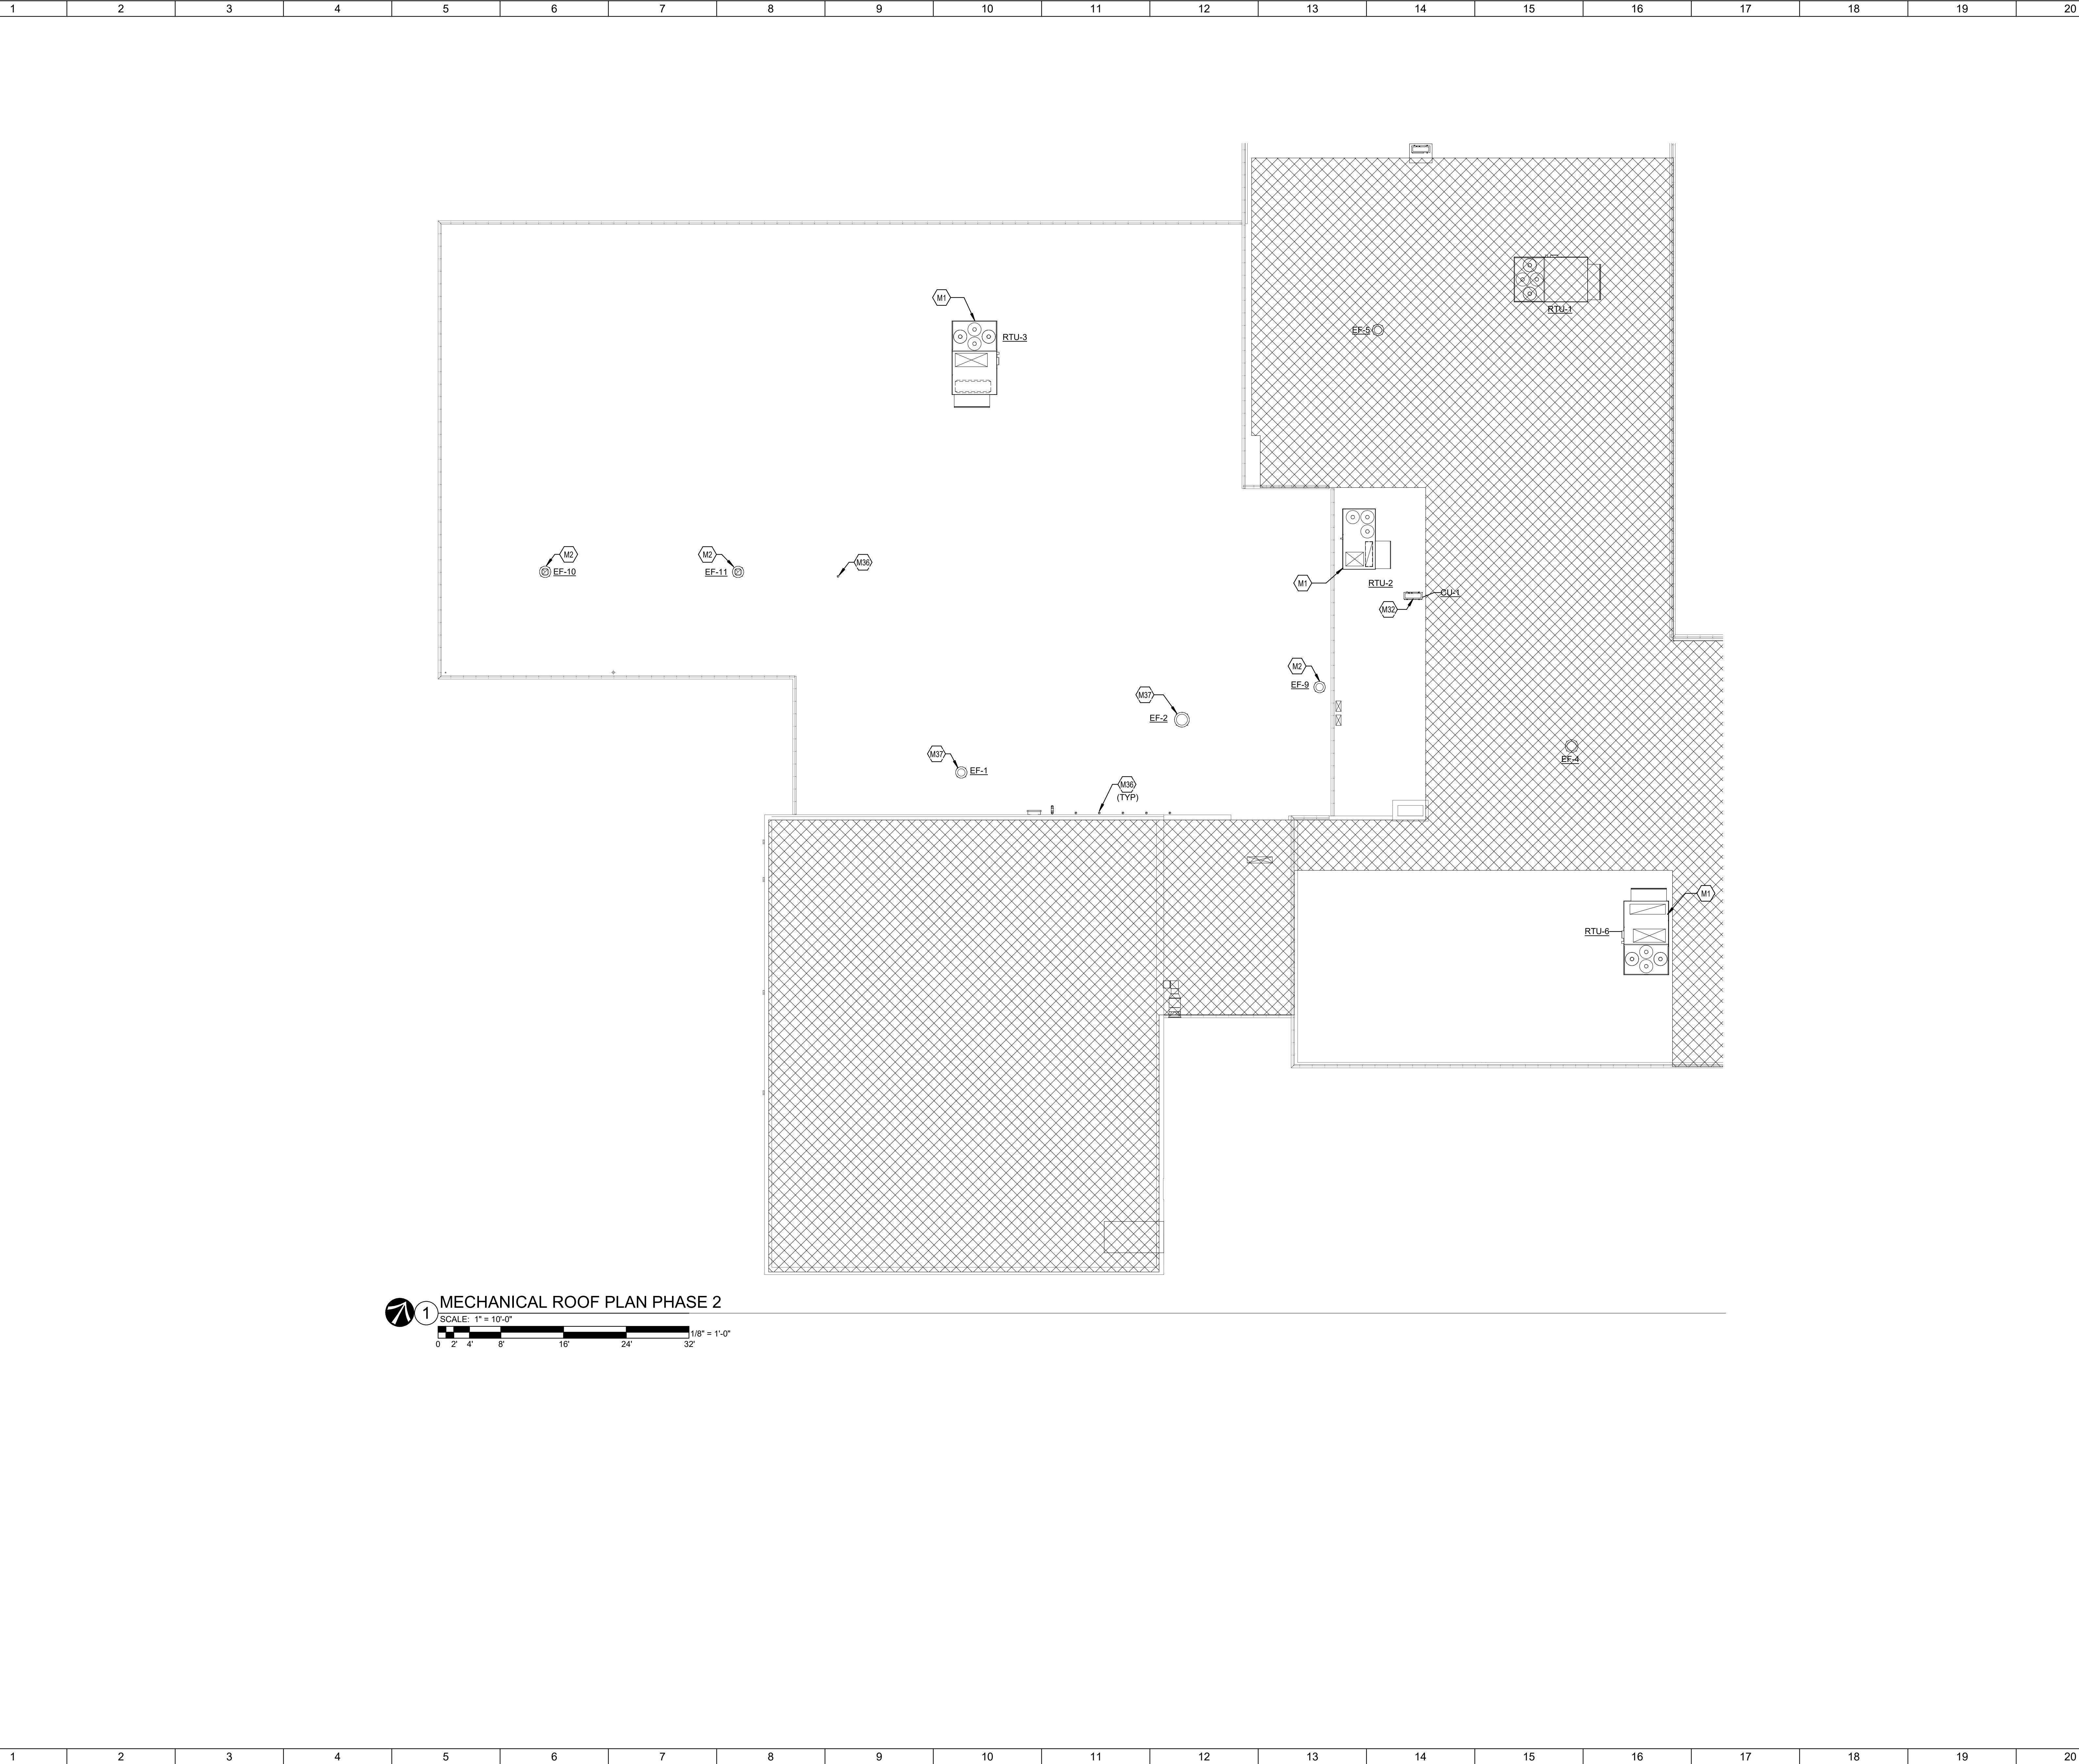 1 2 3 4 5 6 7 8 9 10 11 12 13 14 15 16 17 18 19 20
M1
RTU-3
RTU-1
EF-5
M2
EF-10
M2
EF-11
M36
M1
RTU-2
CU-1
M32
M2
EF-9
M37
EF-2
M37
EF-1
EF-4
M36
(TYP)
M1
RTU-6
1
MECHANICAL ROOF PLAN PHASE 2
SCALE: 1" = 10'-0"
1/8" = 1'-0"
0 2' 4' 8' 16' 24' 32'
1 2 3 4 5 6 7 8 9 10 11 12 13 14 15 16 17 18 19 20